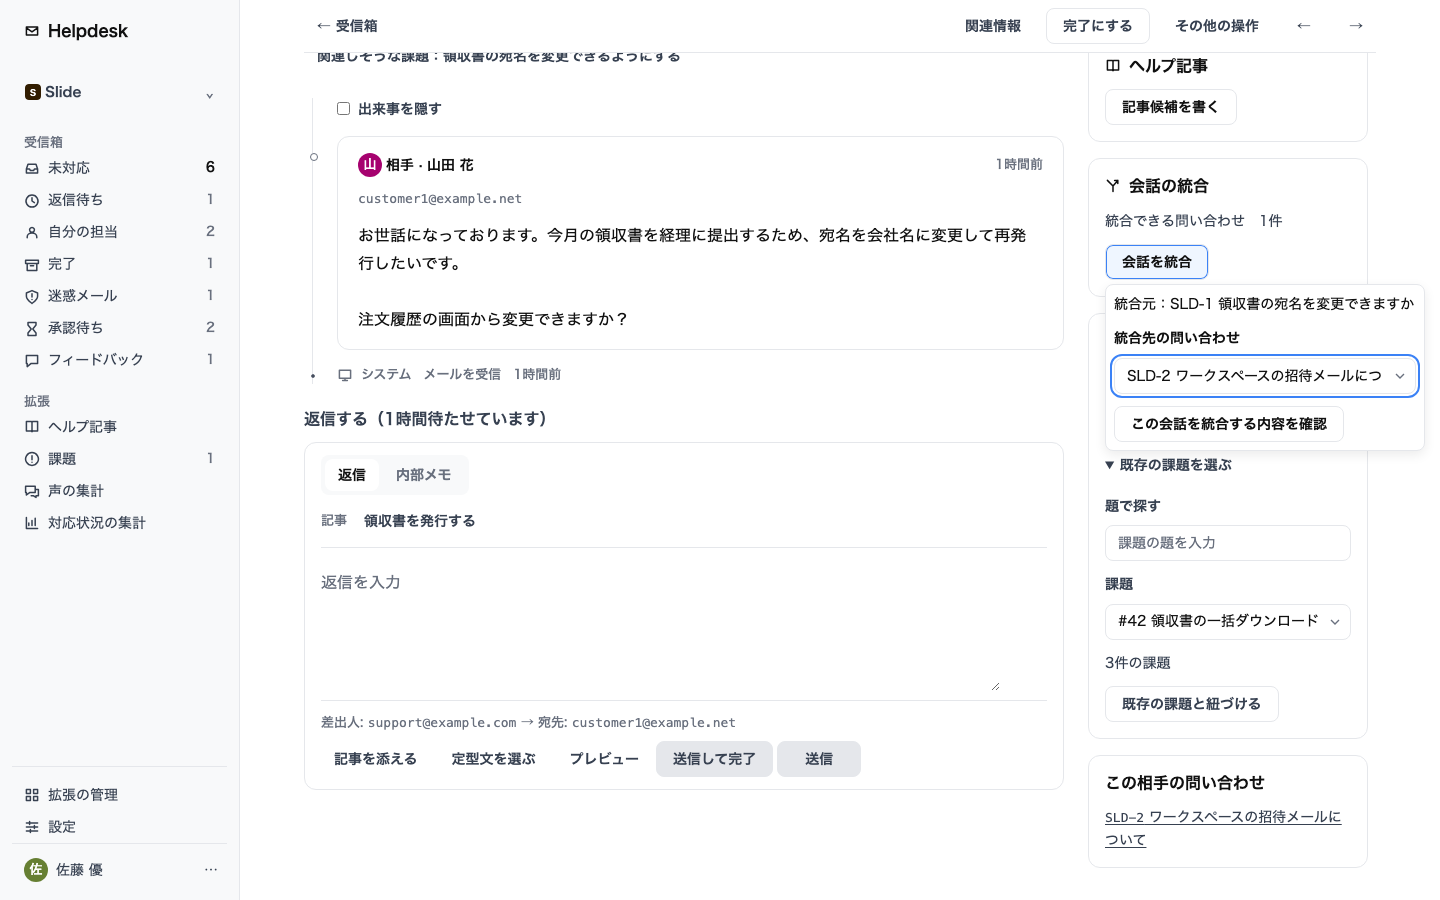 Helpdesk
S Slide
受信箱
未対応 6
返信待ち 1
自分の担当 2
完了 1
迷惑メール 1
承認待ち 2
フィードバック 1
拡張
ヘルプ記事
課題 1
声の集計
対応状況の集計
拡張の管理
設定
佐 佐藤 優 …
← 受信箱
関連情報
完了にする
その他の操作
← →
関連しそうな課題：領収書の宛名を変更できるようにする
出来事を隠す
山 相手 · 山田 花 1時間前
customer1@example.net
お世話になっております。今月の領収書を経理に提出するため、宛名を会社名に変更して再発
行したいです。
注文履歴の画面から変更できますか？
システム メールを受信 1時間前
返信する（1時間待たせています）
返信 内部メモ
記事 領収書を発行する
返信を入力
差出人: support@example.com → 宛先: customer1@example.net
記事を添える 定型文を選ぶ プレビュー 送信して完了 送信
ヘルプ記事
記事候補を書く
会話の統合
統合できる問い合わせ 1件
会話を統合
統合元：SLD-1 領収書の宛名を変更できますか
統合先の問い合わせ
SLD-2 ワークスペースの招待メールにつ
この会話を統合する内容を確認
▼ 既存の課題を選ぶ
題で探す
課題の題を入力
課題
#42 領収書の一括ダウンロード
3件の課題
既存の課題と紐づける
この相手の問い合わせ
SLD-2 ワークスペースの招待メールに
ついて